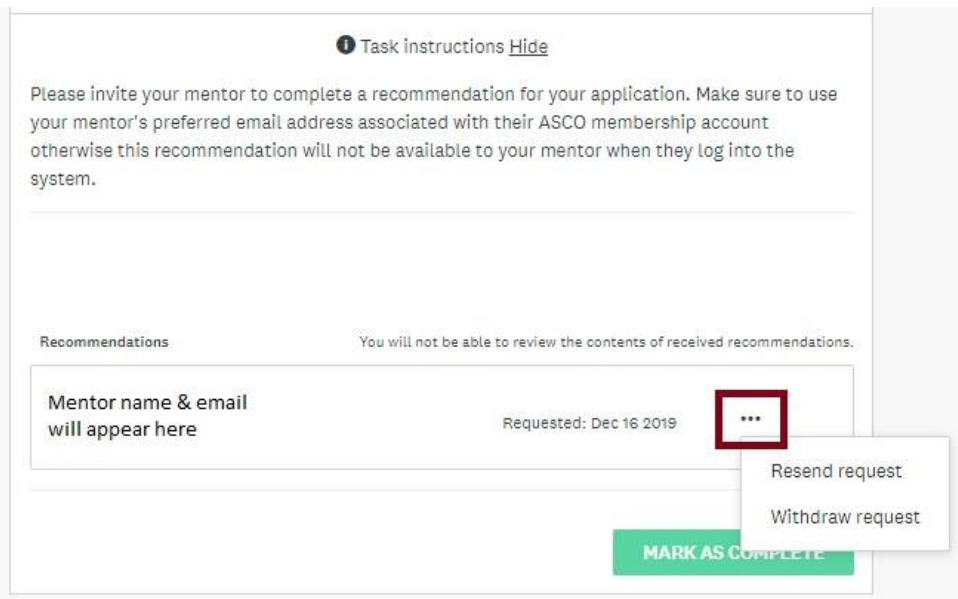 Task instructions Hide
Please invite your mentor to complete a recommendation for your application. Make sure to use
your mentor's preferred email address associated with their ASCO membership account
otherwise this recommendation will not be available to your mentor when they log into the
system.
Recommendations
You will not be able to review the contents of received recommendations.
Mentor name & email
will appear here
Requested: Dec 16 2019
•••
Resend request
Withdraw request
MARK AS COMPLETE